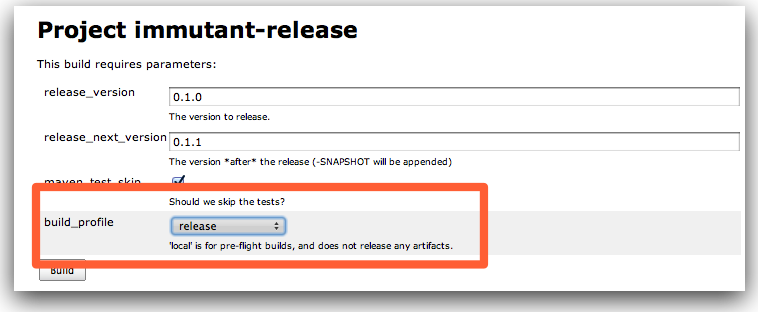 Project immutant-release
This build requires parameters:
release_version
0.1.0
The version to release.
release_next_version
0.1.1
The version *after* the release (-SNAPSHOT will be appended)
maven_test_skip
Should we skip the tests?
build_profile
release
'local' is for pre-flight builds, and does not release any artifacts.
Build